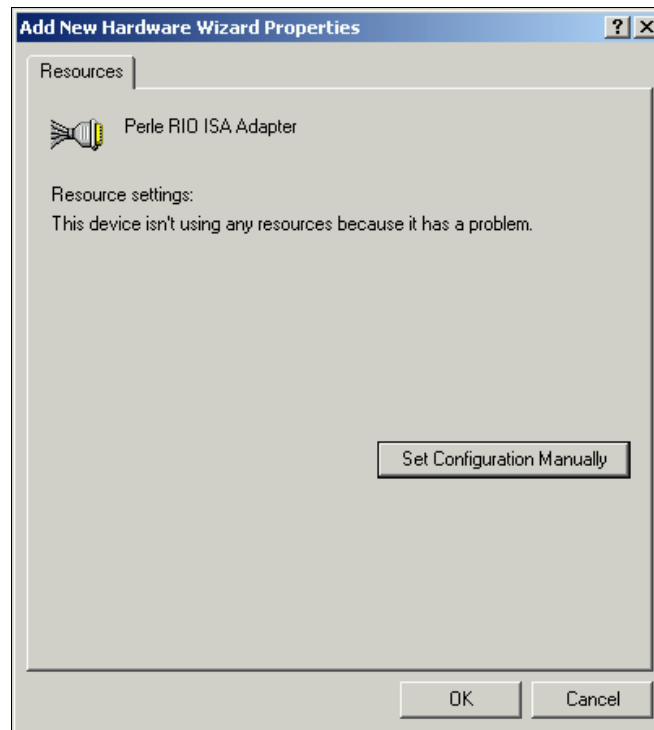 Add New Hardware Wizard Properties
Resources
Perle RIO ISA Adapter
Resource settings:
This device isn't using any resources because it has a problem.
Set Configuration Manually
OK
Cancel